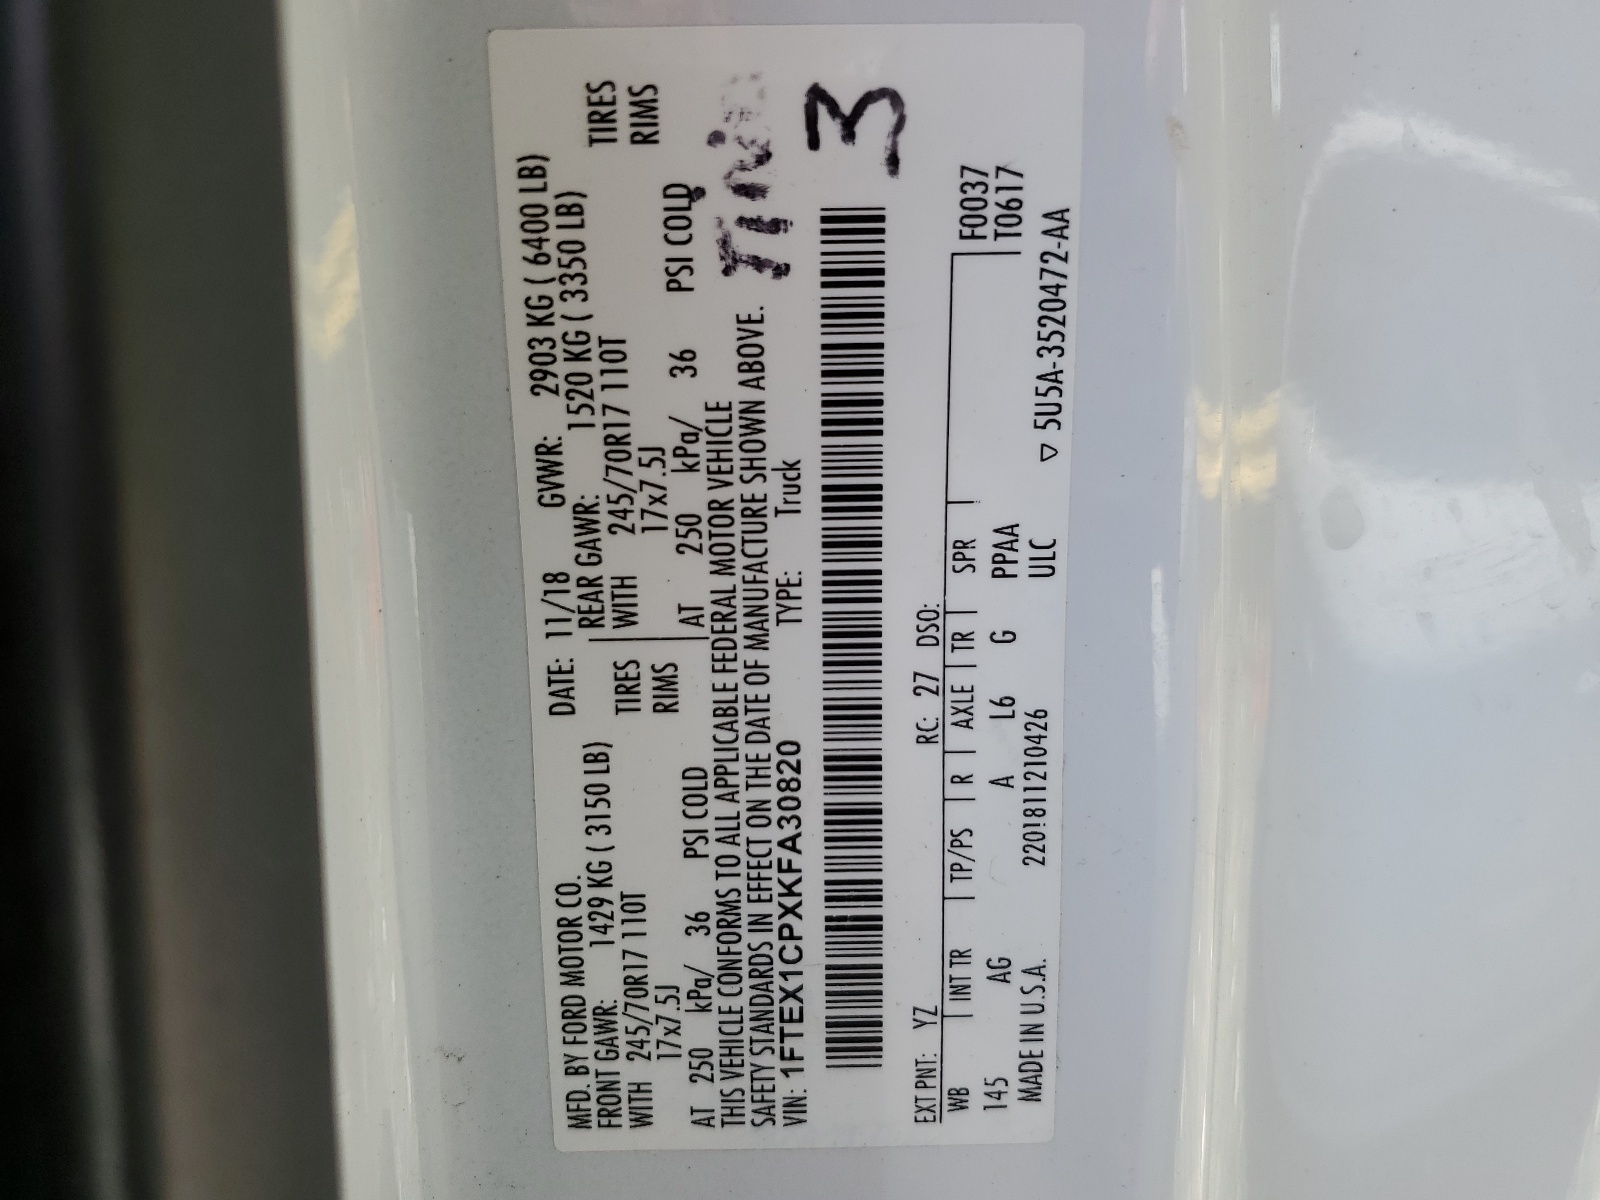 MFD. BY FORD MOTOR CO. DATE: 11/18 GVWR: 2903 KG ( 6400 LB)
FRONT GAWR: 1429 KG ( 3150 LB) REAR GAWR: 1520 KG ( 3350 LB)
WITH 245/70R17 110T TIRES WITH 245/70R17 110T TIRES
17x7.5J RIMS 17x7.5J RIMS
AT 250 kPa/ 36 PSI COLD AT 250 kPa/ 36 PSI COLD
THIS VEHICLE CONFORMS TO ALL APPLICABLE FEDERAL MOTOR VEHICLE
SAFETY STANDARDS IN EFFECT ON THE DATE OF MANUFACTURE SHOWN ABOVE.
VIN: 1FTEX1CPXKFA30820 TYPE: Truck
3
EXT PNT: YZ RC: 27 DSO: F0037
WB INT TR TP/PS R AXLE TR SPR T0617
145 AG A L6 G PPAA
MADE IN U.S.A. 2201811210426 ULC ▽ 5U5A-3520472-AA